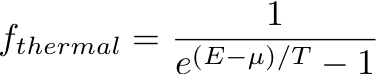 f_{thermal} = \frac{1}{e^{(E-\mu)/T} - 1}